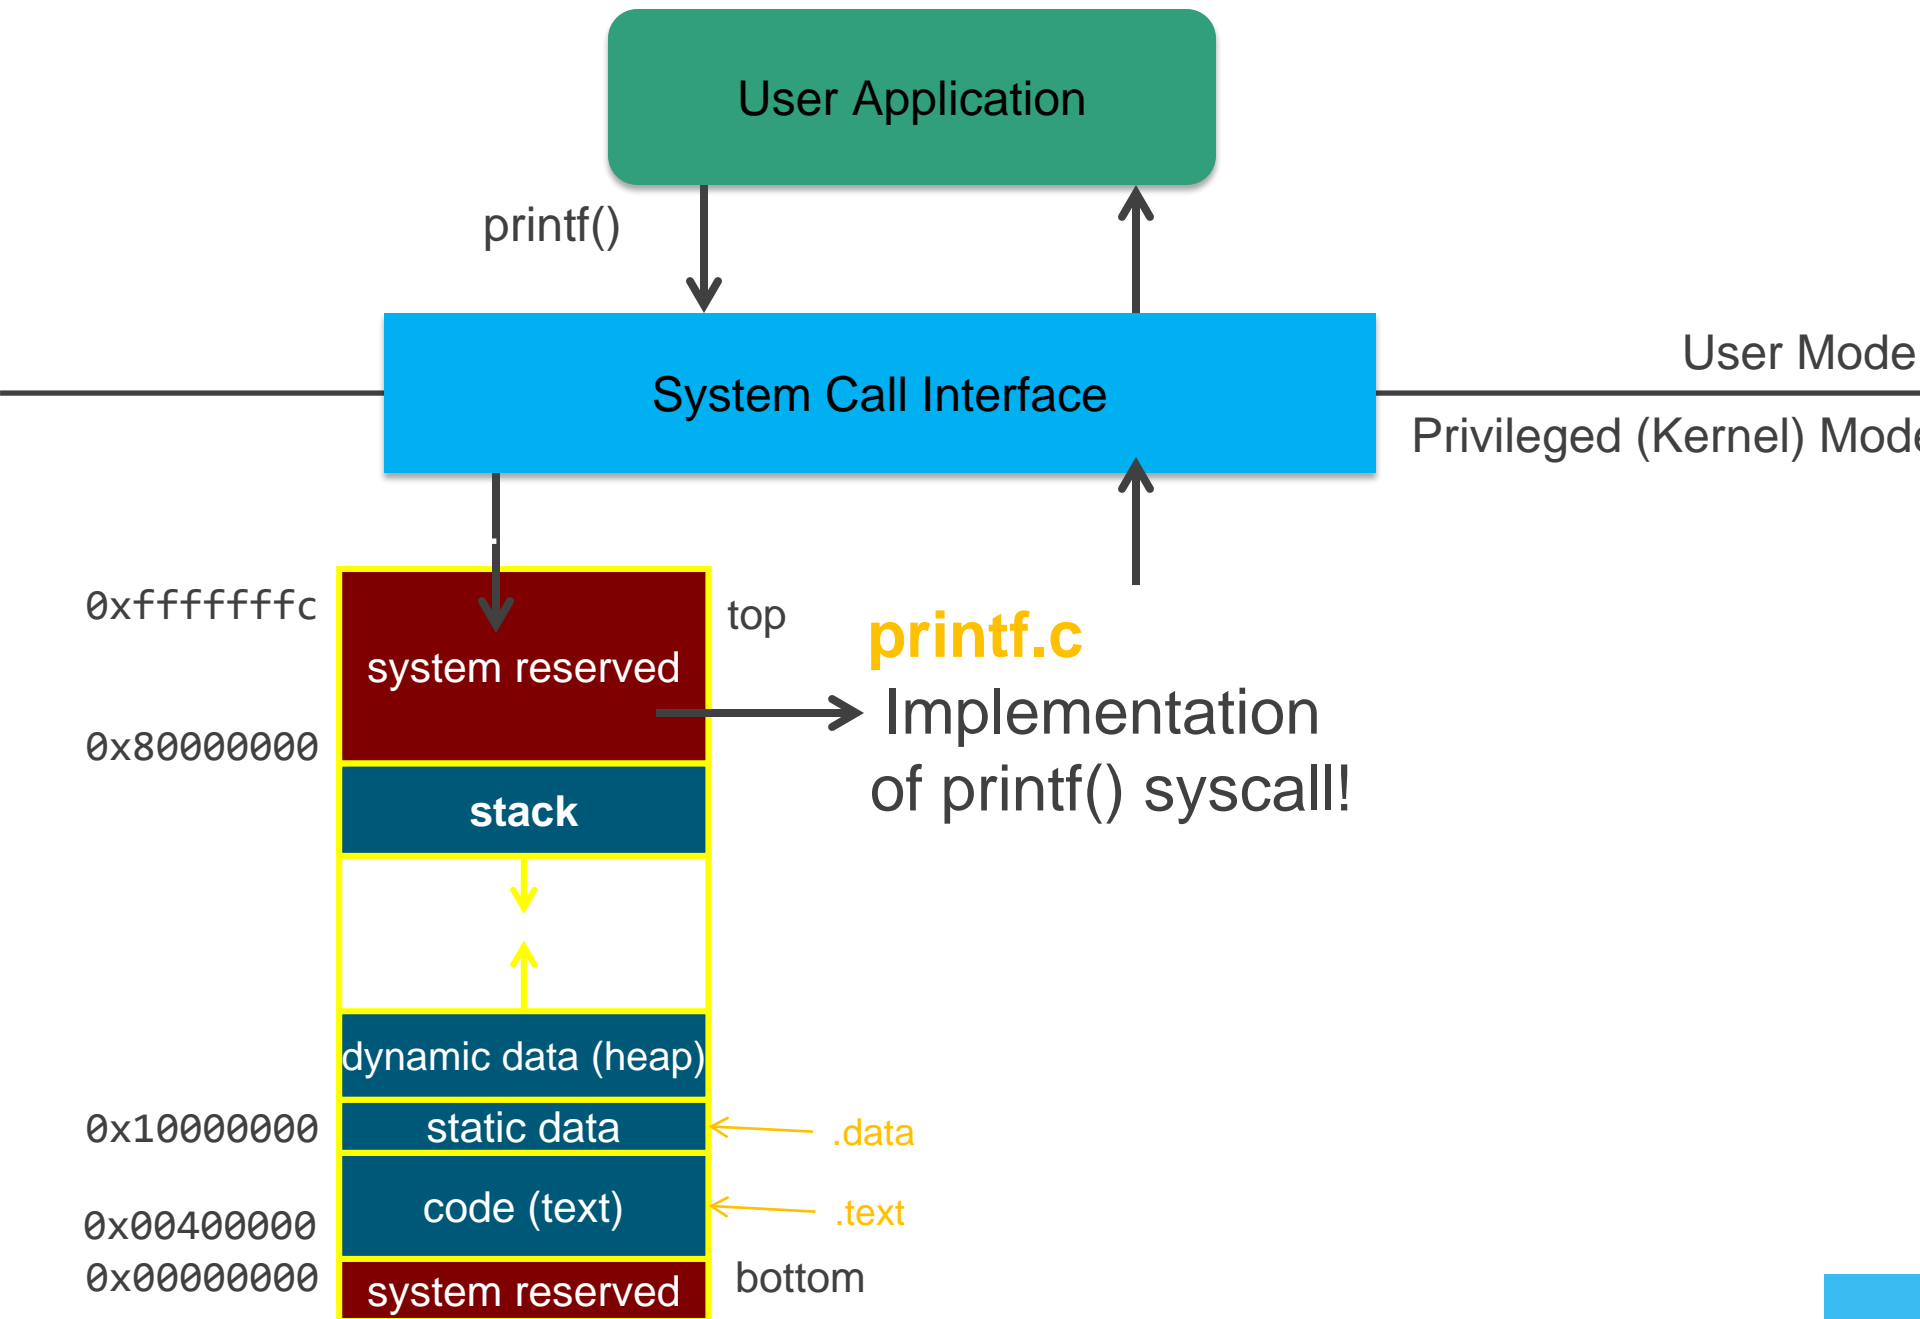 User Application
printf()
User Mode
System Call Interface
Privileged (Kernel) Mode
0xfffffffc
top
printf.c
system reserved
Implementation
0x80000000
of printf() syscall!
stack
dynamic data (heap)
0x10000000
static data
.data
code (text)
.text
0x00400000
0x00000000
system reserved
bottom